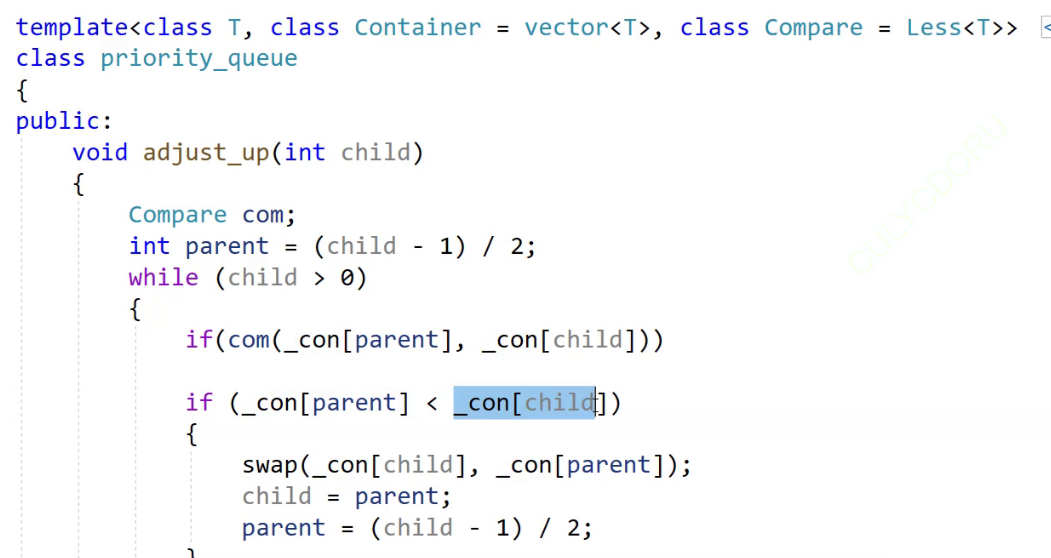 template<class T, class Container = vector<T>, class Compare = Less<T>>
class priority_queue
{
public:
    void adjust_up(int child)
    {
        Compare com;
        int parent = (child - 1) / 2;
        while (child > 0)
        {
            if(com(_con[parent], _con[child]))
            if (_con[parent] < _con[child])
            {
                swap(_con[child], _con[parent]);
                child = parent;
                parent = (child - 1) / 2;
            }
CULYCDORU